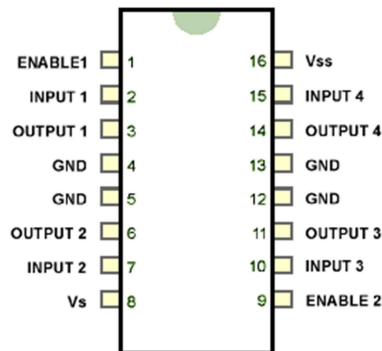 ENABLE1 1 16 Vss
INPUT 1 2 15 INPUT 4
OUTPUT 1 3 14 OUTPUT 4
GND 4 13 GND
GND 5 12 GND
OUTPUT 2 6 11 OUTPUT 3
INPUT 2 7 10 INPUT 3
Vs 8 9 ENABLE 2